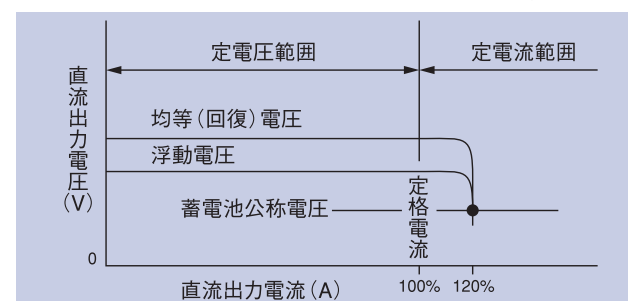 定電圧範囲
定電流範囲
直流出力電圧(V)
均等(回復)電圧
浮動電圧
蓄電池公称電圧
定格電流
0
100%
120%
直流出力電流(A)